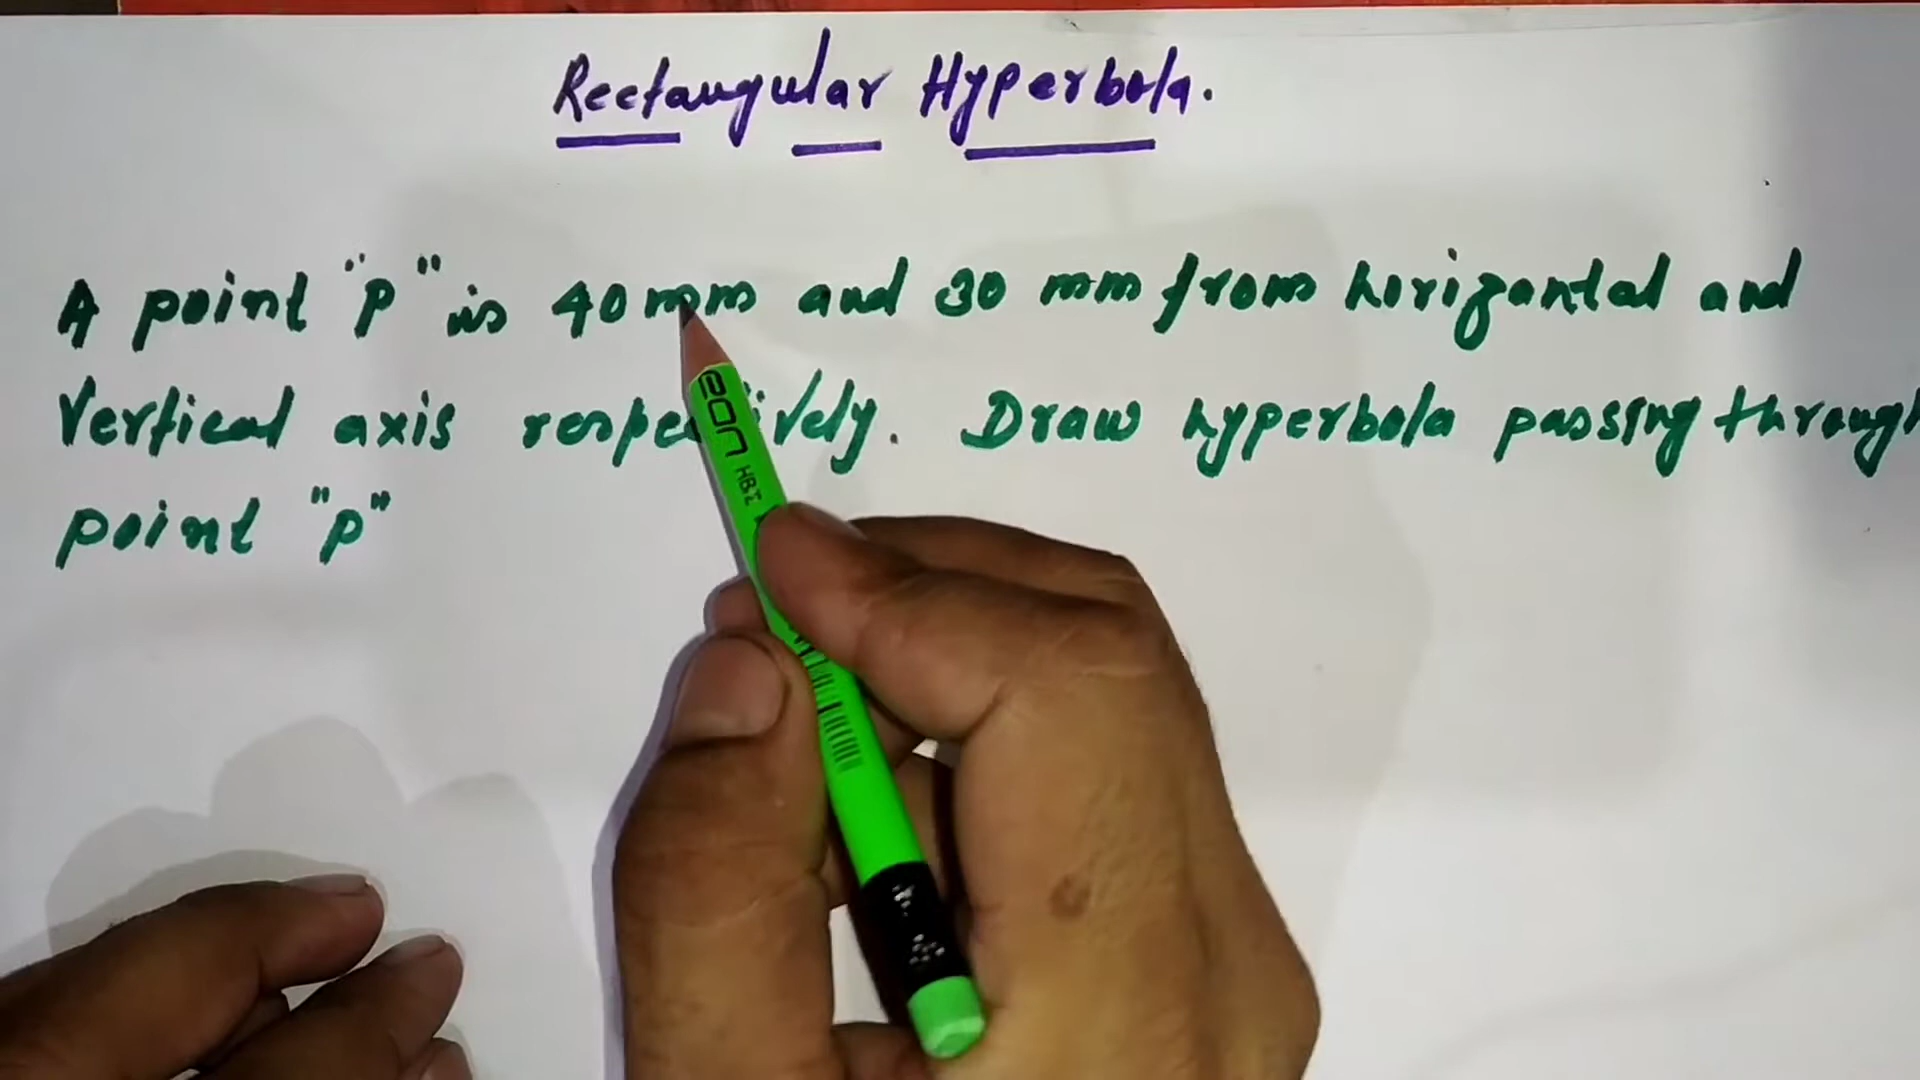 Rectangular Hyperbola.
A point "p" is 40 mm and 30 mm from horizontal and
Vertical axis respectively. Draw hyperbola passing through
point "p"
HB